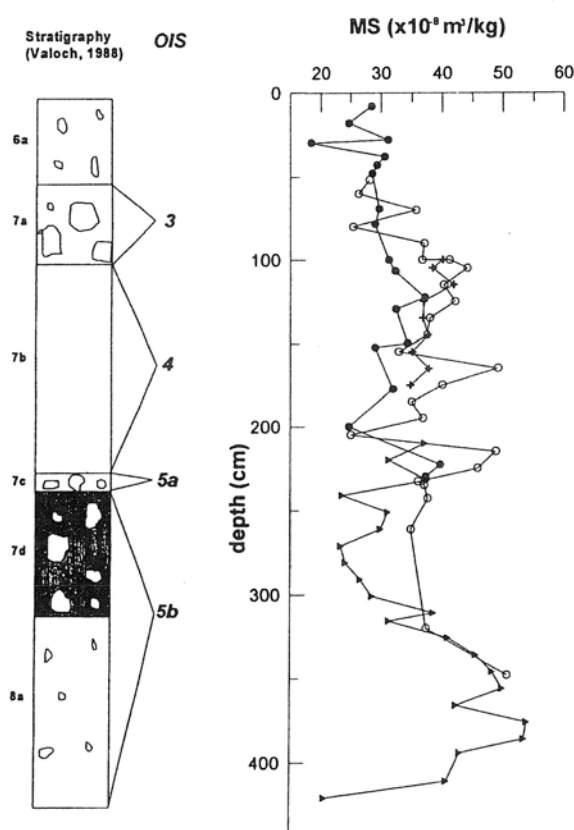 Stratigraphy
(Valoch, 1988)
OIS
6a
7a
7b
7c
7d
8a
3
4
5a
5b
MS (x10⁻⁸ m³/kg)
20 30 40 50 60
depth (cm)
0
100
200
300
400